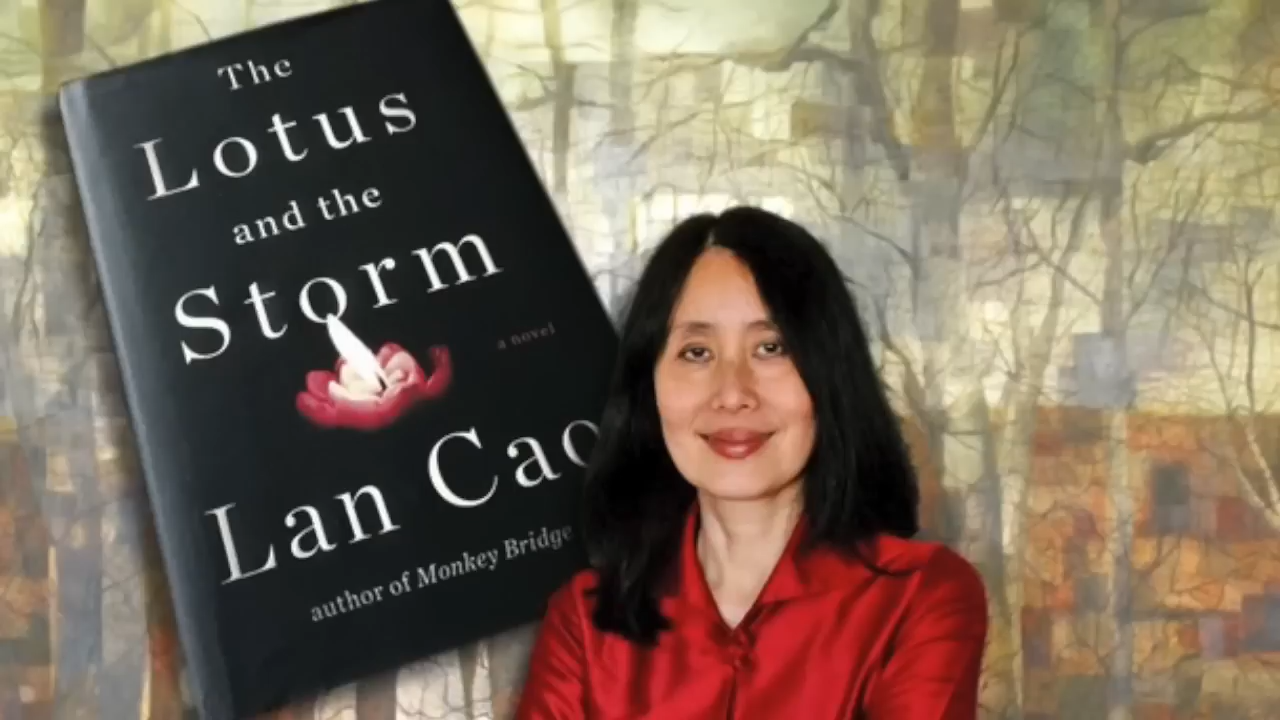 The
Lotus
and the
Storm
a novel
Lan Cao
author of Monkey Bridge